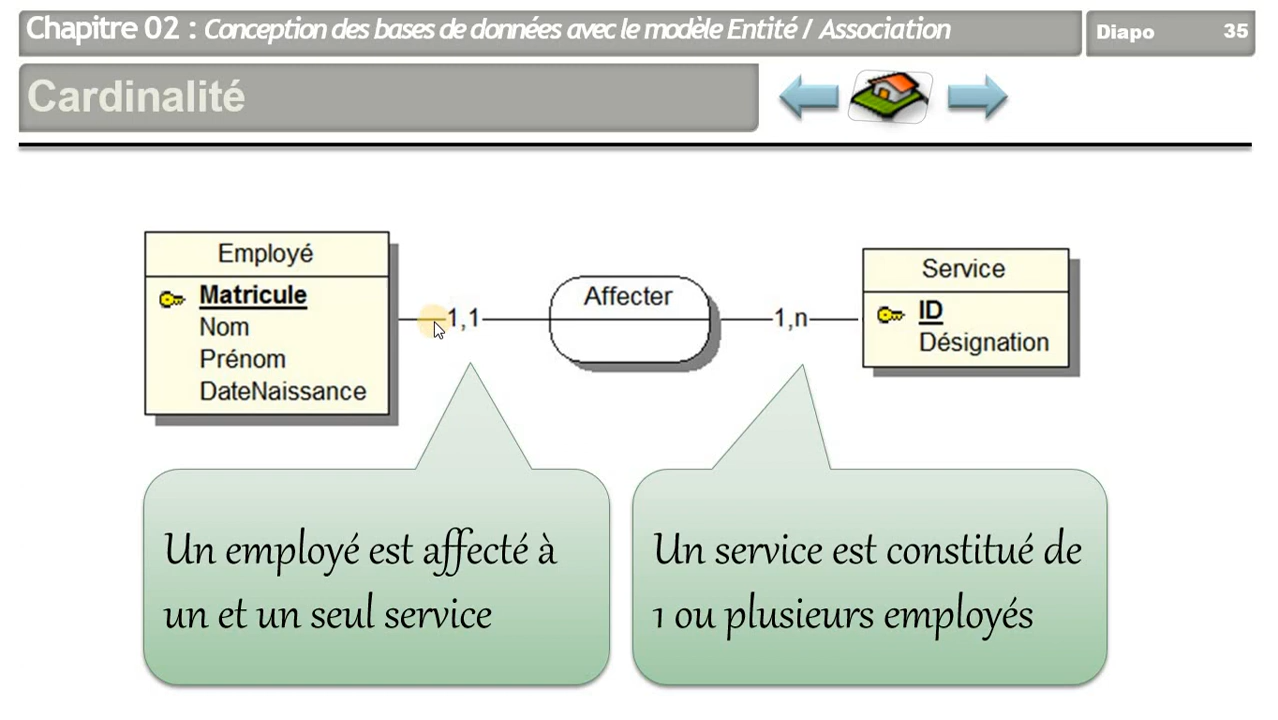 Chapitre 02 : Conception des bases de données avec le modèle Entité / Association
Diapo 35
Cardinalité
Employé
Matricule
Nom
Prénom
DateNaissance
1,1
Affecter
1,n
Service
ID
Désignation
Un employé est affecté à
un et un seul service
Un service est constitué de
1 ou plusieurs employés